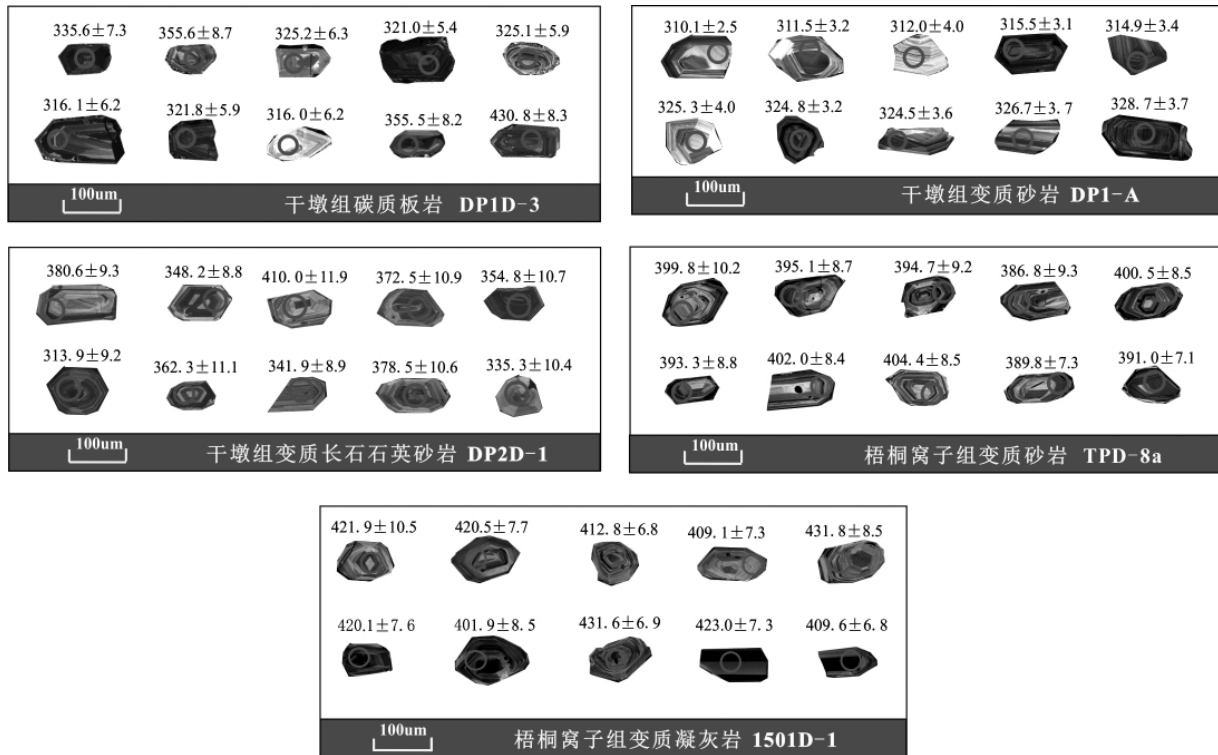 335.6±7.3 355.6±8.7 325.2±6.3 321.0±5.4 325.1±5.9
316.1±6.2 321.8±5.9 316.0±6.2 355.5±8.2 430.8±8.3
100um 干墩组碳质板岩 DP1D-3
310.1±2.5 311.5±3.2 312.0±4.0 315.5±3.1 314.9±3.4
325.3±4.0 324.8±3.2 324.5±3.6 326.7±3.7 328.7±3.7
100um 干墩组变质砂岩 DP1-A
380.6±9.3 348.2±8.8 410.0±11.9 372.5±10.9 354.8±10.7
313.9±9.2 362.3±11.1 341.9±8.9 378.5±10.6 335.3±10.4
100um 干墩组变质长石石英砂岩 DP2D-1
399.8±10.2 395.1±8.7 394.7±9.2 386.8±9.3 400.5±8.5
393.3±8.8 402.0±8.4 404.4±8.5 389.8±7.3 391.0±7.1
100um 梧桐窝子组变质砂岩 TPD-8a
421.9±10.5 420.5±7.7 412.8±6.8 409.1±7.3 431.8±8.5
420.1±7.6 401.9±8.5 431.6±6.9 423.0±7.3 409.6±6.8
100um 梧桐窝子组变质凝灰岩 1501D-1